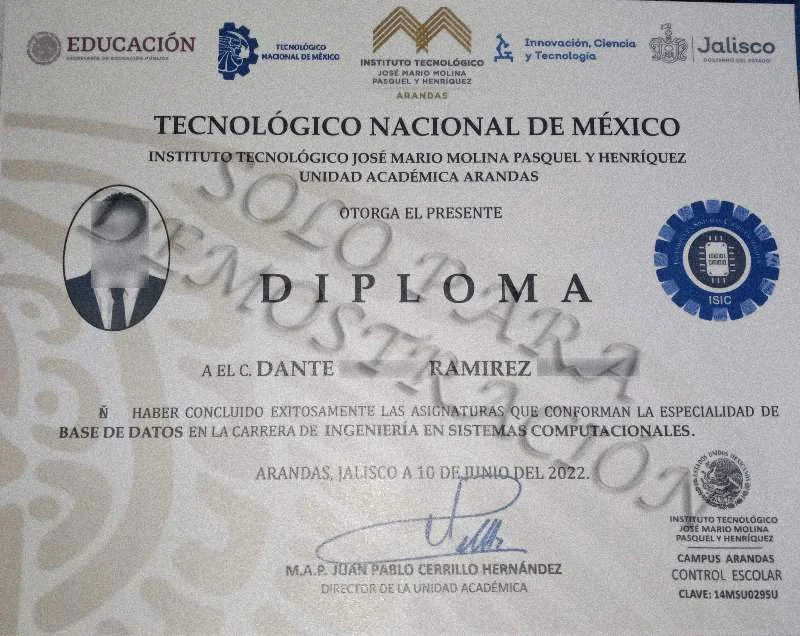 EDUCACIÓN
SECRETARÍA DE EDUCACIÓN PÚBLICA
TECNOLÓGICO
NACIONAL DE MÉXICO
INSTITUTO TECNOLÓGICO
JOSÉ MARIO MOLINA
PASQUEL Y HENRÍQUEZ
ARANDAS
Innovación, Ciencia
y Tecnología
Jalisco
GOBIERNO DEL ESTADO
TECNOLÓGICO NACIONAL DE MÉXICO
INSTITUTO TECNOLÓGICO JOSÉ MARIO MOLINA PASQUEL Y HENRÍQUEZ
UNIDAD ACADÉMICA ARANDAS
OTORGA EL PRESENTE
DIPLOMA
ISIC
A EL C. DANTE RAMIREZ
Ñ HABER CONCLUIDO EXITOSAMENTE LAS ASIGNATURAS QUE CONFORMAN LA ESPECIALIDAD DE
BASE DE DATOS EN LA CARRERA DE INGENIERÍA EN SISTEMAS COMPUTACIONALES.
ARANDAS, JALISCO A 10 DE JUNIO DEL 2022.
M.A.P. JUAN PABLO CERRILLO HERNÁNDEZ
DIRECTOR DE LA UNIDAD ACADÉMICA
ESTADOS UNIDOS MEXICANOS
INSTITUTO TECNOLÓGICO
JOSÉ MARIO MOLINA
PASQUEL Y HENRÍQUEZ
CAMPUS ARANDAS
CONTROL ESCOLAR
CLAVE: 14MSU0295U
SOLO PARA
DEMOSTRACIÓN